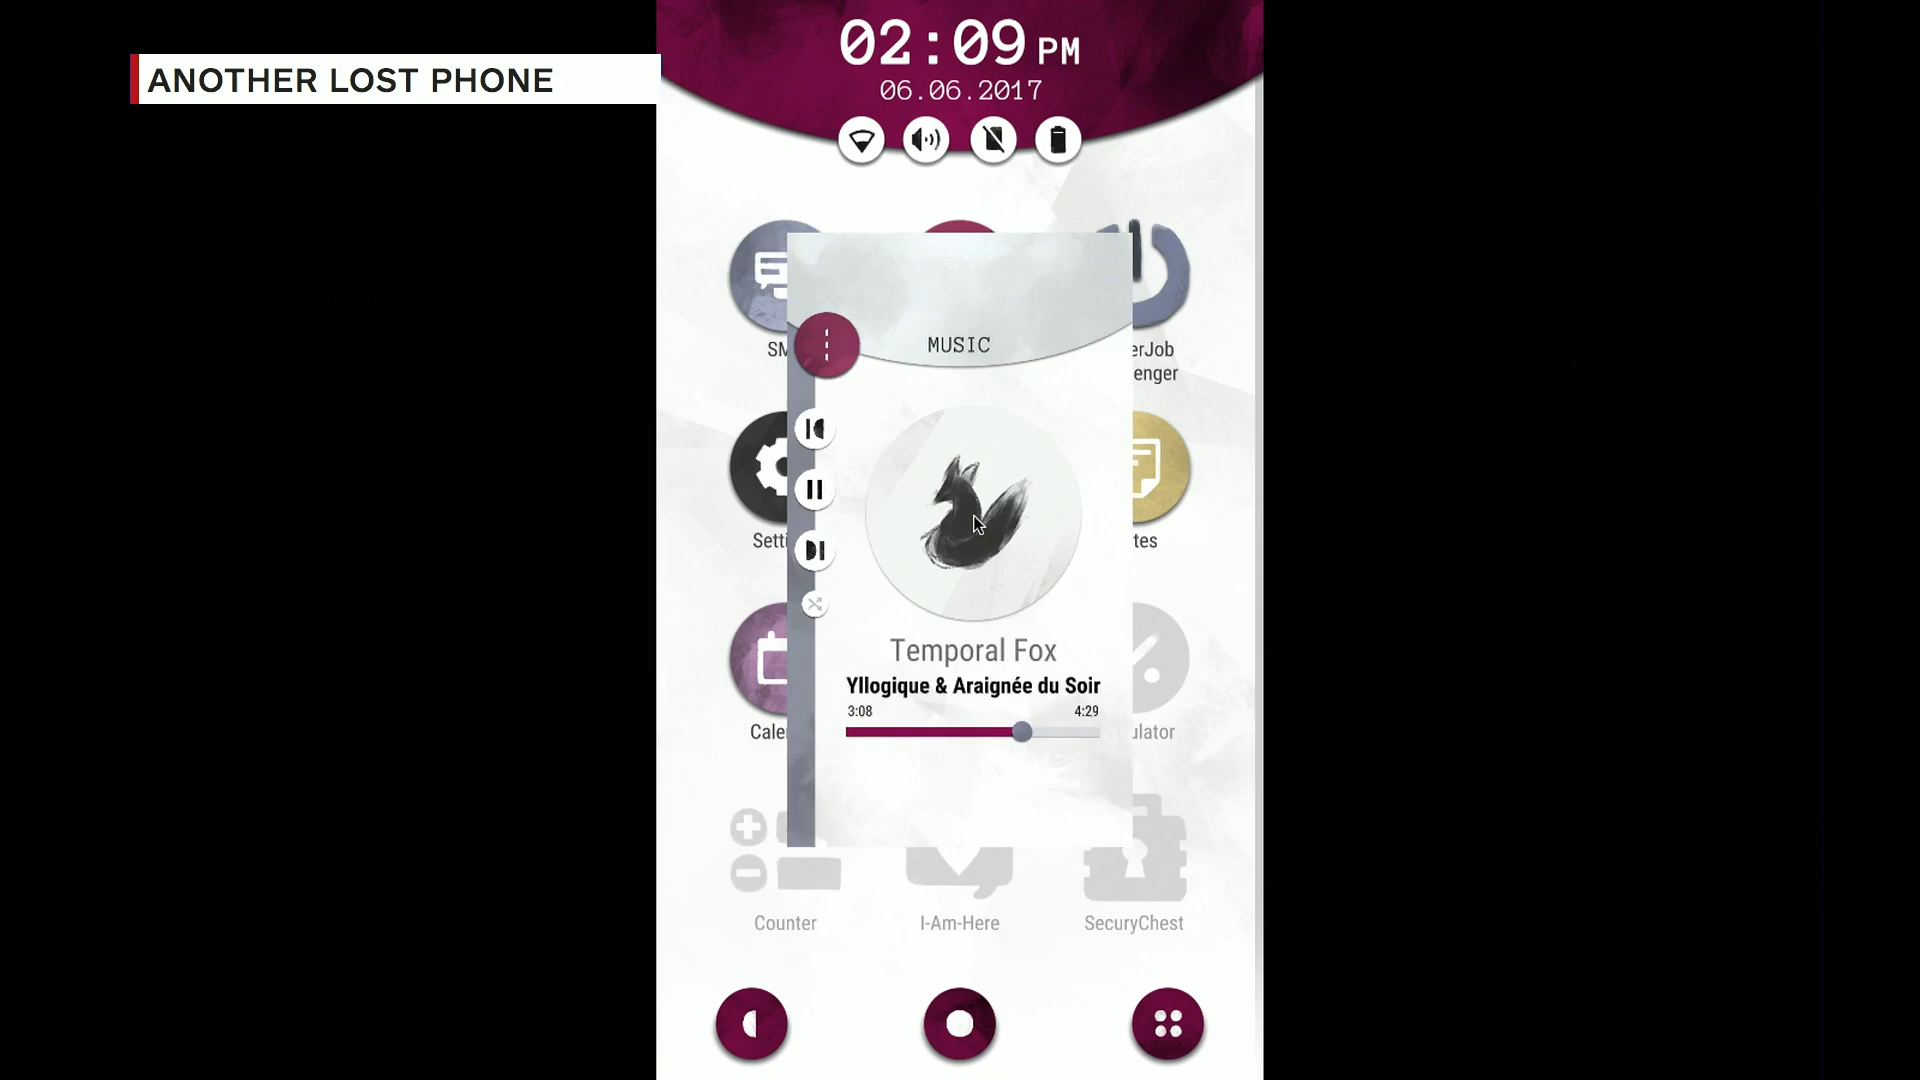 ANOTHER LOST PHONE
02:09 PM
06.06.2017
MUSIC
SM
erJob
enger
Setti
tes
Temporal Fox
Yllogique & Araignée du Soir
3:08
4:29
Cale
ulator
Counter
I-Am-Here
SecuryChest